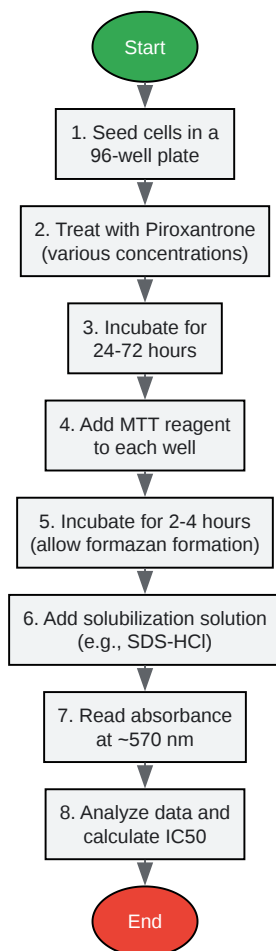 Start
1. Seed cells in a
96-well plate
2. Treat with Piroxantrone
(various concentrations)
3. Incubate for
24-72 hours
4. Add MTT reagent
to each well
5. Incubate for 2-4 hours
(allow formazan formation)
6. Add solubilization solution
(e.g., SDS-HCl)
7. Read absorbance
at ~570 nm
8. Analyze data and
calculate IC50
End